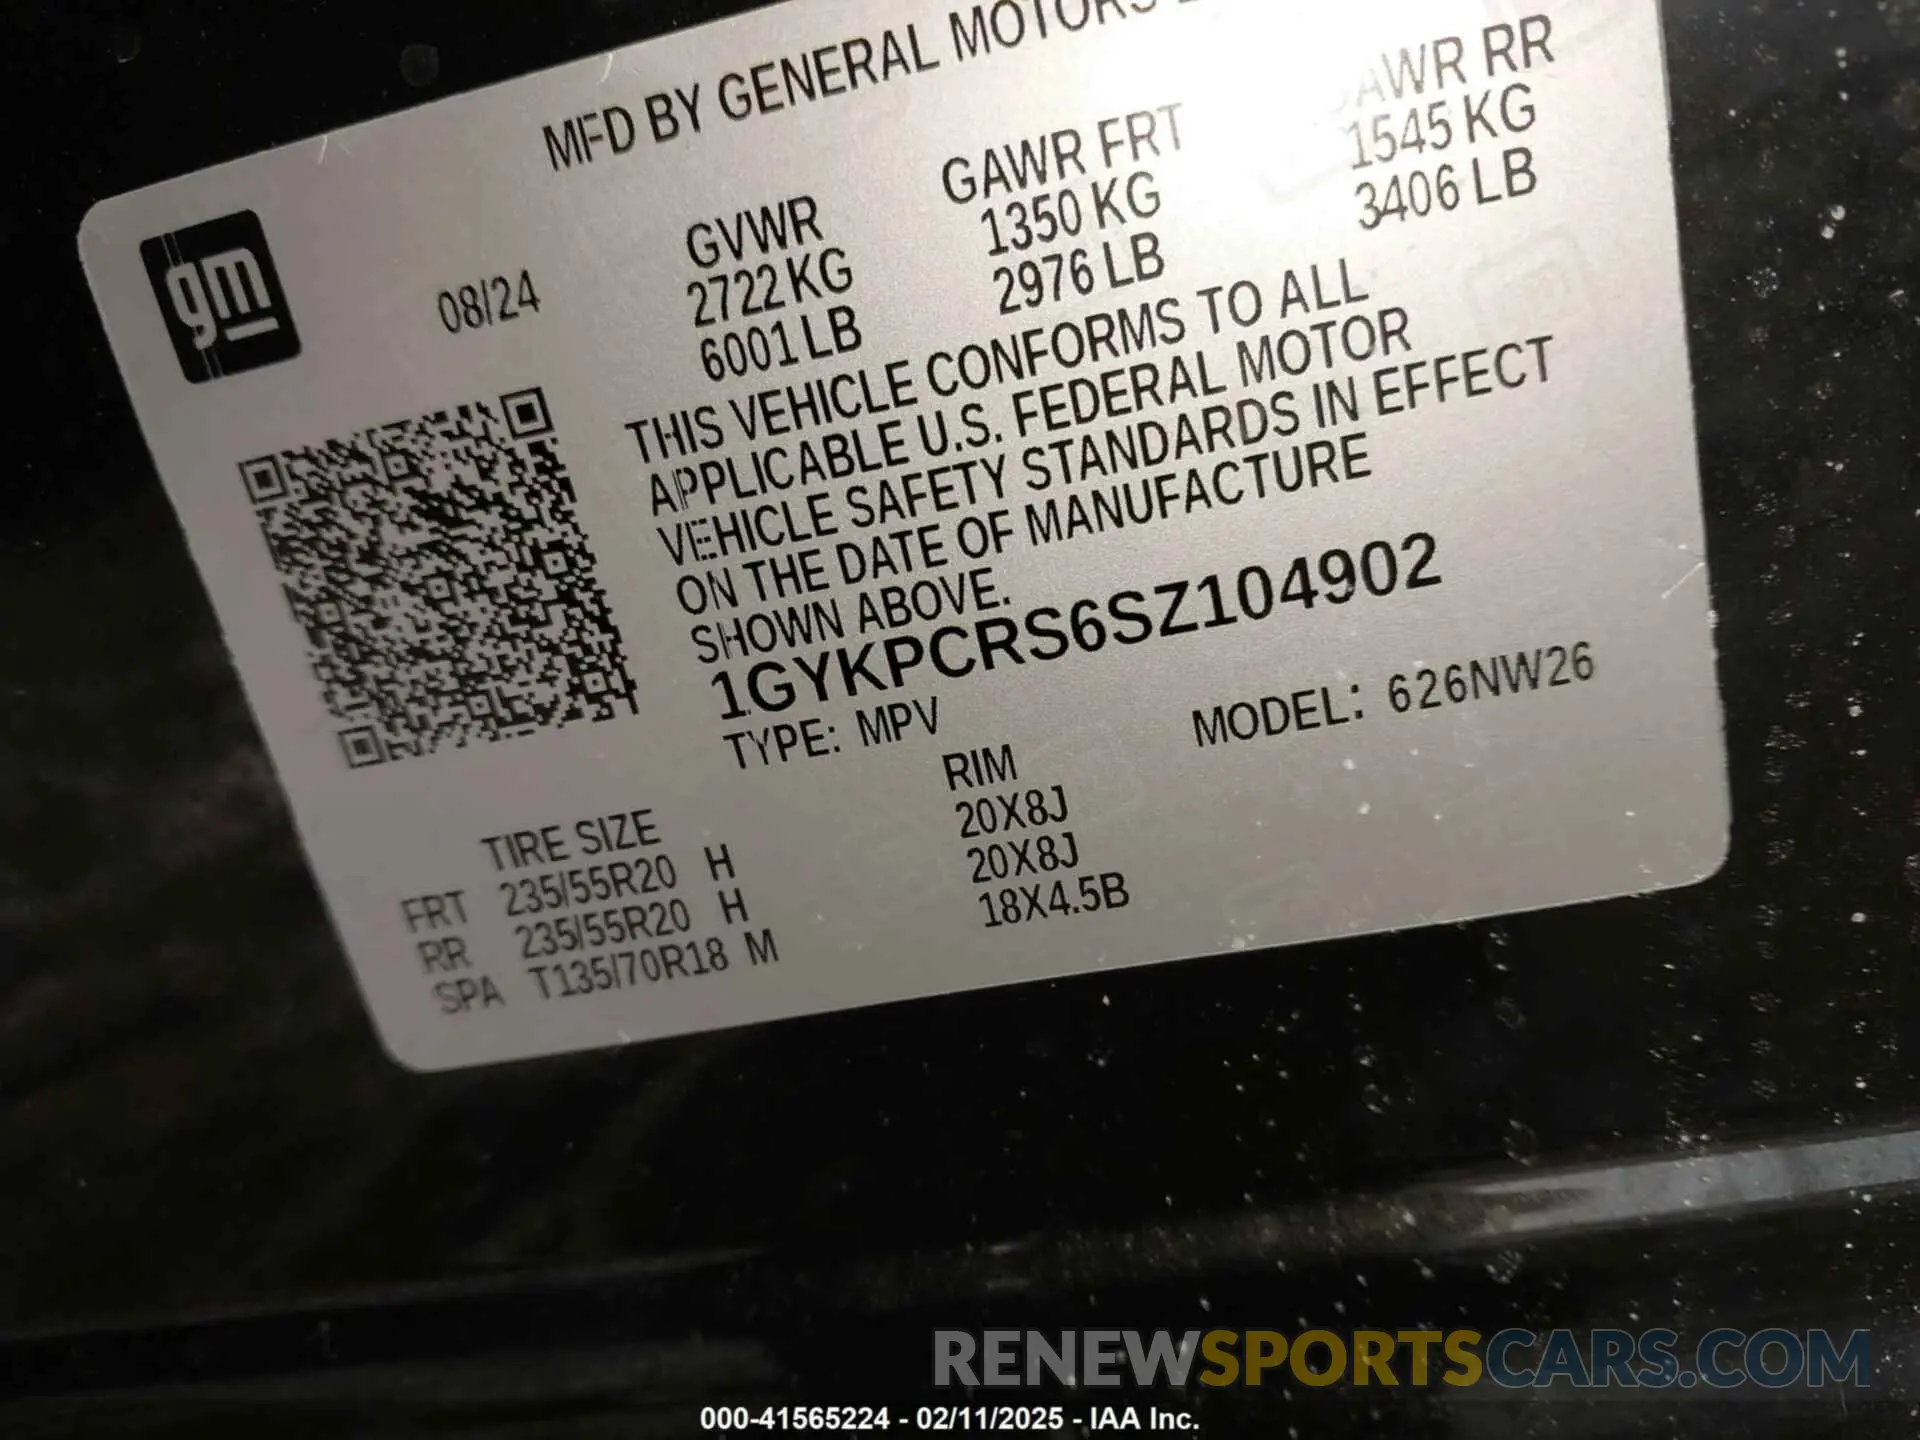 MFD BY GENERAL MOTORS
gm
08/24
GVWR
2722 KG
6001 LB
GAWR FRT
1350 KG
2976 LB
GAWR RR
1545 KG
3406 LB
THIS VEHICLE CONFORMS TO ALL
APPLICABLE U.S. FEDERAL MOTOR
VEHICLE SAFETY STANDARDS IN EFFECT
ON THE DATE OF MANUFACTURE
SHOWN ABOVE.
1GYKPCRS6SZ104902
TYPE: MPV
MODEL: 626NW26
TIRE SIZE RIM
FRT 235/55R20 H 20X8J
RR 235/55R20 H 20X8J
SPA T135/70R18 M 18X4.5B
RENEWSPORTSCARS.COM
000-41565224 - 02/11/2025 - IAA Inc.